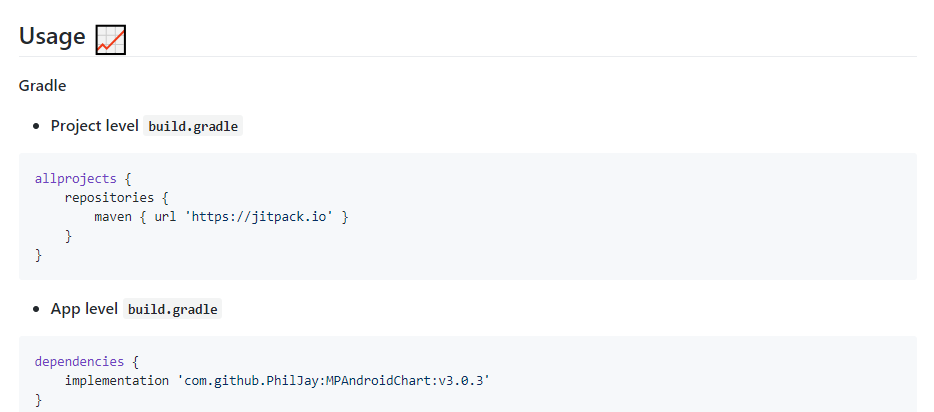 Usage
Gradle
• Project level build.gradle
allprojects {
    repositories {
        maven { url 'https://jitpack.io' }
    }
}
• App level build.gradle
dependencies {
    implementation 'com.github.PhilJay:MPAndroidChart:v3.0.3'
}